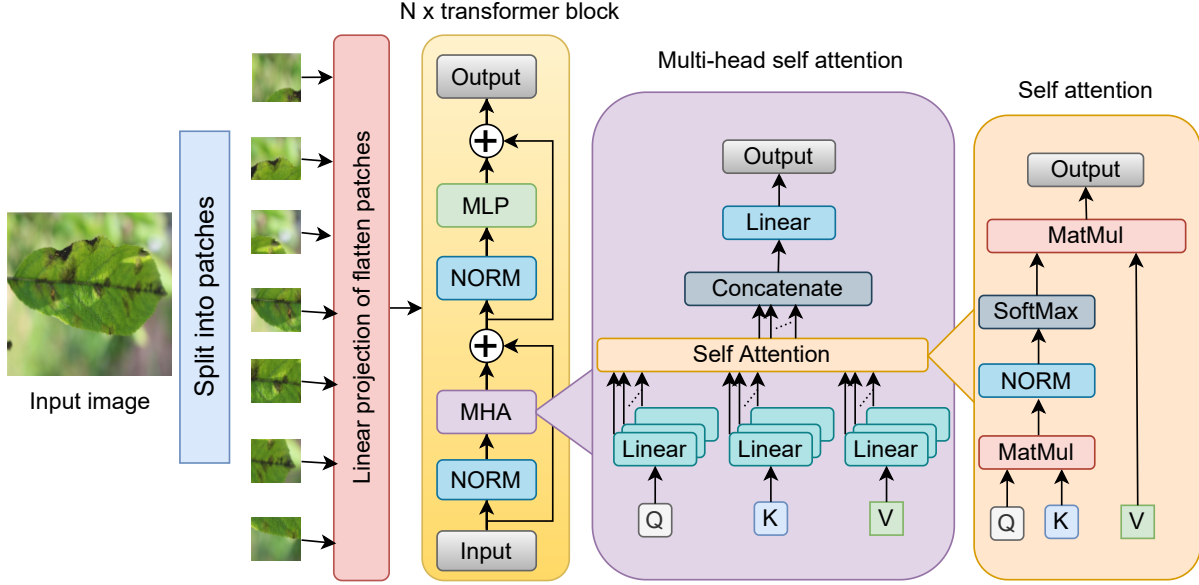 N x transformer block
Multi-head self attention
Self attention
Input image
Split into patches
Linear projection of flatten patches
Output
+
MLP
NORM
+
MHA
NORM
Input
Output
Linear
Concatenate
Self Attention
Linear
Linear
Linear
Q
K
V
Output
MatMul
SoftMax
NORM
MatMul
Q
K
V